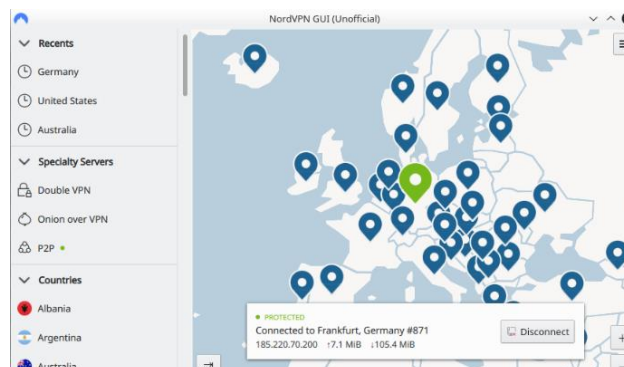 NordVPN GUI (Unofficial)
Recents
Germany
United States
Australia
Specialty Servers
Double VPN
Onion over VPN
P2P
Countries
Albania
Argentina
Australia
PROTECTED
Connected to Frankfurt, Germany #871
185.220.70.200 ↑7.1 MiB ↓105.4 MiB
Disconnect